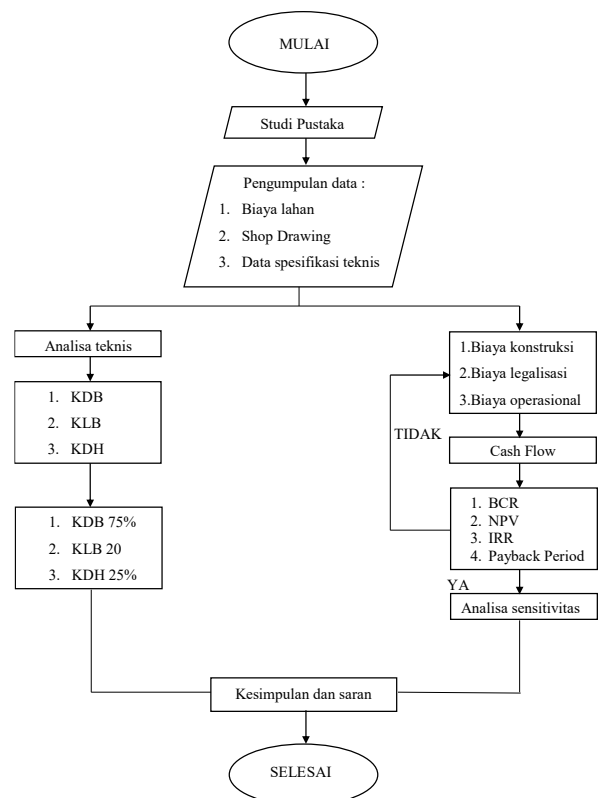 MULAI
Studi Pustaka
Pengumpulan data :
1. Biaya lahan
2. Shop Drawing
3. Data spesifikasi teknis
Analisa teknis
1. KDB
2. KLB
3. KDH
1. KDB 75%
2. KLB 20
3. KDH 25%
1.Biaya konstruksi
2.Biaya legalisasi
3.Biaya operasional
TIDAK
Cash Flow
1. BCR
2. NPV
3. IRR
4. Payback Period
YA
Analisa sensitivitas
Kesimpulan dan saran
SELESAI